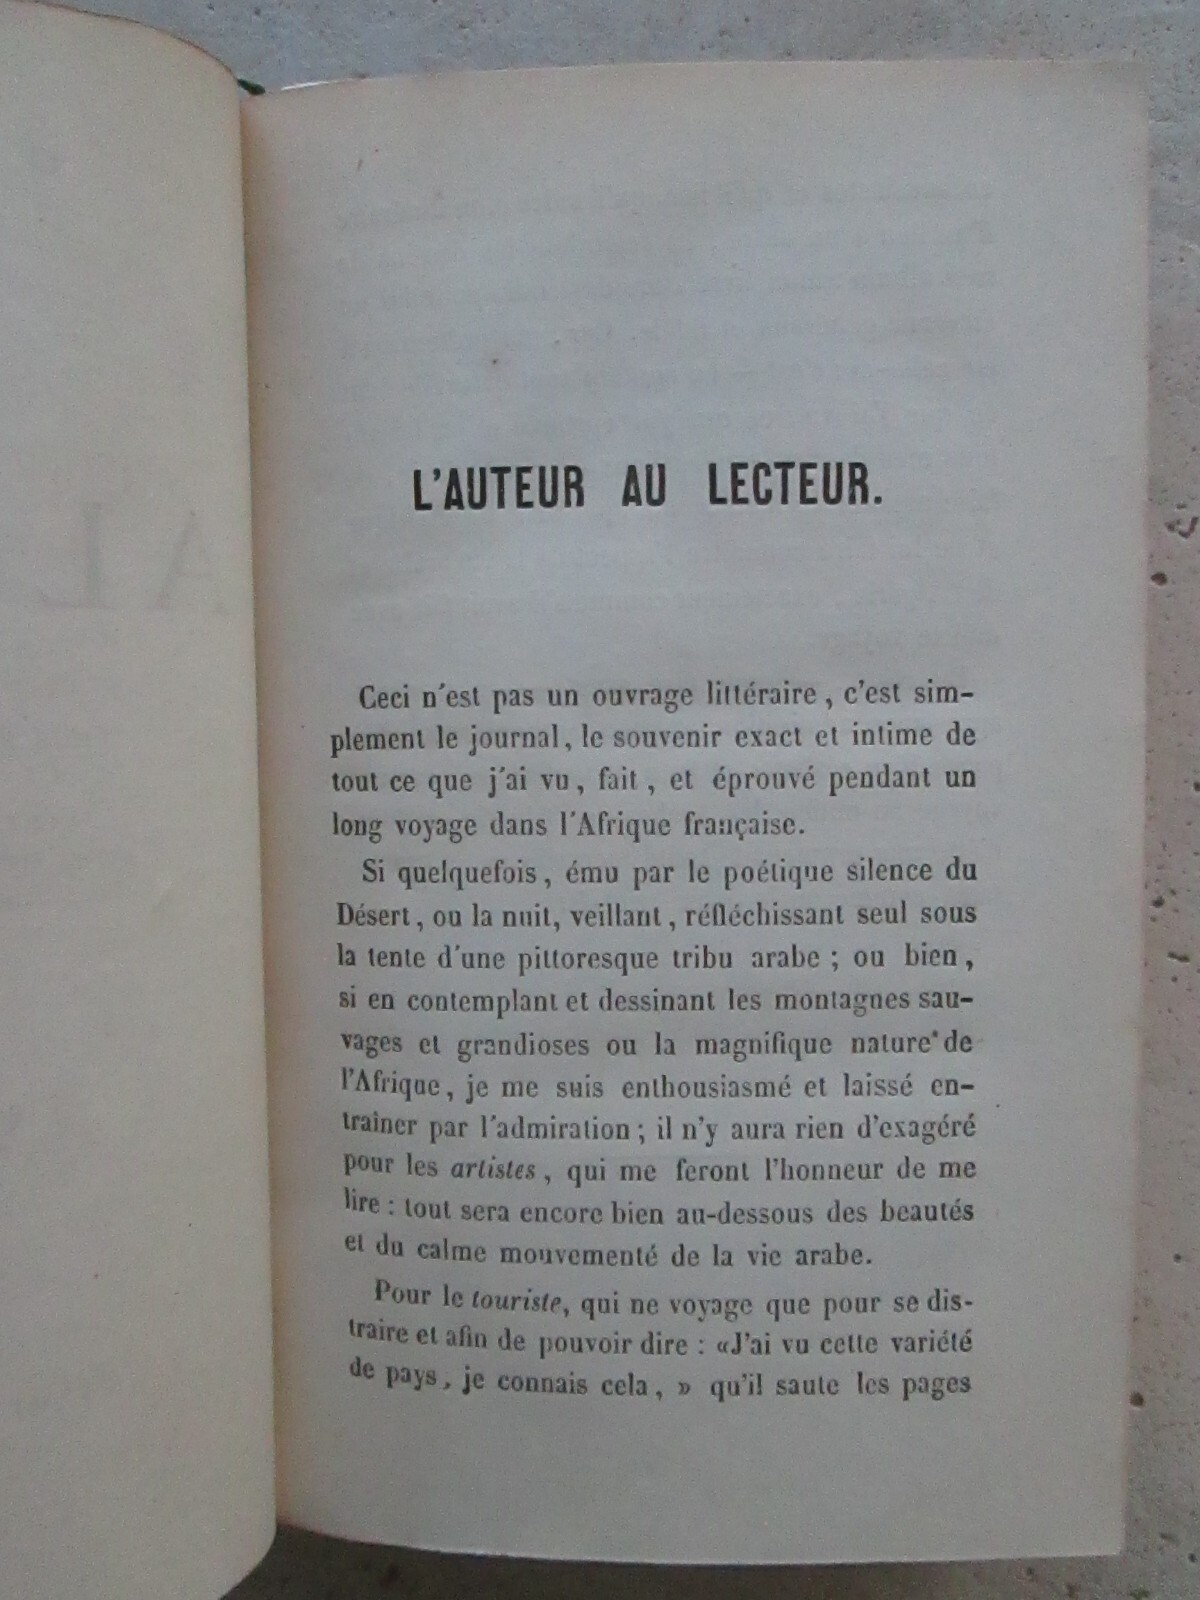 L'AUTEUR AU LECTEUR.
Ceci n'est pas un ouvrage littéraire, c'est sim-
plement le journal, le souvenir exact et intime de
tout ce que j'ai vu, fait, et éprouvé pendant un
long voyage dans l'Afrique française.
Si quelquefois, ému par le poétique silence du
Désert, ou la nuit, veillant, réfléchissant seul sous
la tente d'une pittoresque tribu arabe ; ou bien,
si en contemplant et dessinant les montagnes sau-
vages et grandioses ou la magnifique nature de
l'Afrique, je me suis enthousiasmé et laissé en-
traîner par l'admiration ; il n'y aura rien d'exagéré
pour les artistes, qui me feront l'honneur de me
lire : tout sera encore bien au-dessous des beautés
et du calme mouvementé de la vie arabe.
Pour le touriste, qui ne voyage que pour se dis-
traire et afin de pouvoir dire : «J'ai vu cette variété
de pays, je connais cela, » qu'il saute les pages